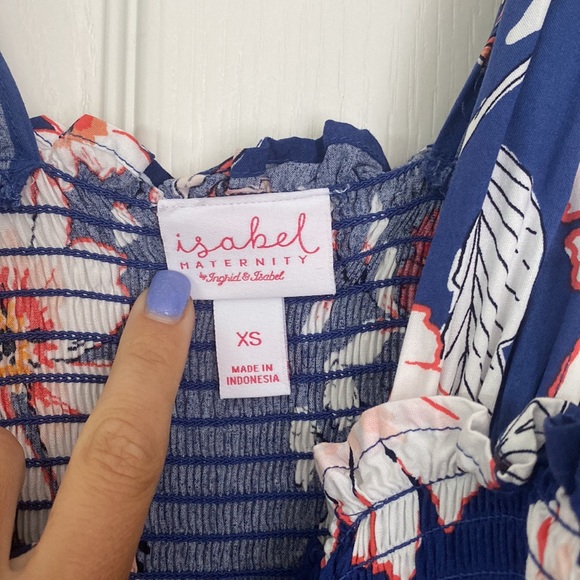 isabel
MATERNITY
by Ingrid & Isabel
XS
MADE IN
INDONESIA